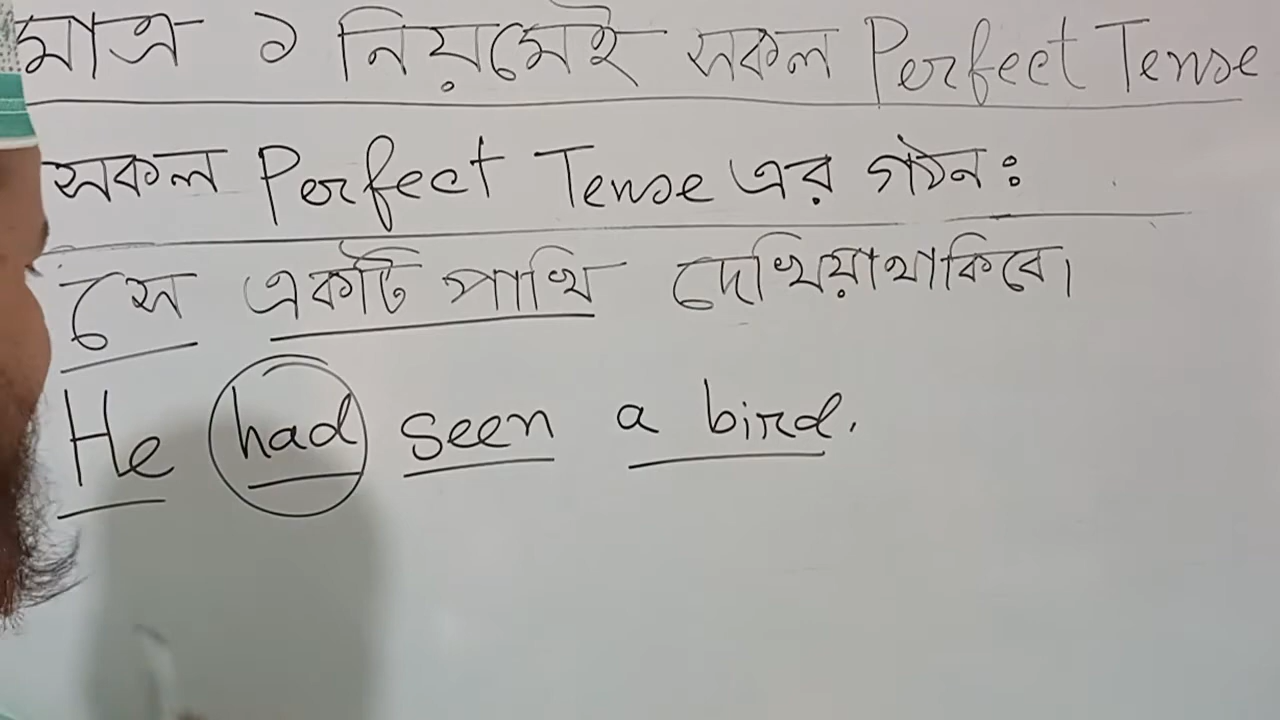 মাত্র ১ নিয়মেই সকল Perfect Tense
সকল Perfect Tense এর গঠন:
সে একটি পাখি দেখিয়াথাকিবে।
He had seen a bird.